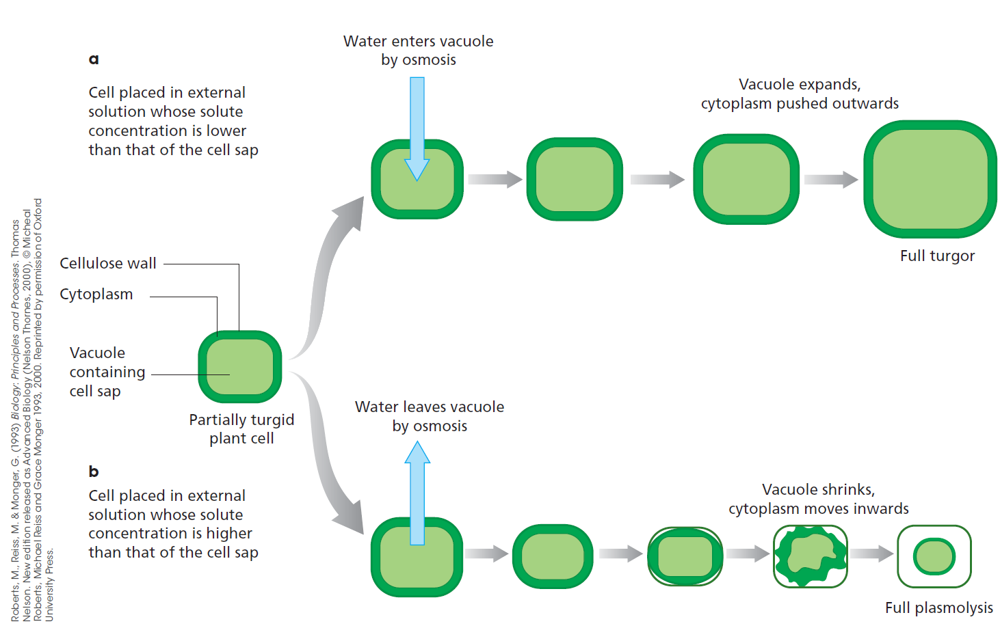 a
Cell placed in external
solution whose solute
concentration is lower
than that of the cell sap
Water enters vacuole
by osmosis
Vacuole expands,
cytoplasm pushed outwards
Full turgor
Cellulose wall
Cytoplasm
Vacuole
containing
cell sap
Partially turgid
plant cell
b
Cell placed in external
solution whose solute
concentration is higher
than that of the cell sap
Water leaves vacuole
by osmosis
Vacuole shrinks,
cytoplasm moves inwards
Full plasmolysis
Roberts, M., Reiss, M. & Monger, G. (1993) Biology: Principles and Processes. Thomas
Nelson. New edition released as Advanced Biology (Nelson Thornes, 2000), © Micheal
Roberts, Michael Reiss and Grace Monger 1993, 2000. Reprinted by permission of Oxford
University Press.